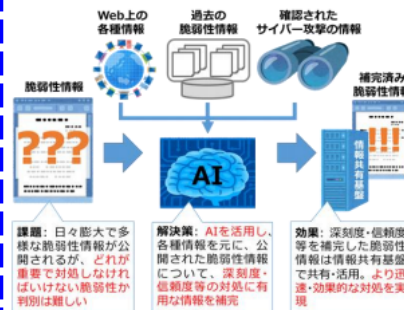 Web上の
各種情報
過去の
脆弱性情報
確認された
サイバー攻撃の情報
脆弱性情報
補完済み
脆弱性情報
???
AI
情報共有基盤
!!!
課題：日々膨大で多
様な脆弱性情報が公
開されるが、どれが
重要で対処しなけれ
ばいけない脆弱性か
判別は難しい
解決策：AIを活用し、
各種情報を元に、公
開された脆弱性情報
について、深刻度・
信頼度等の対処に有
用な情報を補完
効果：深刻度・信頼度
等を補完した脆弱性
情報は情報共有基盤
で共有・活用。より迅
速・効果的な対処を実
現